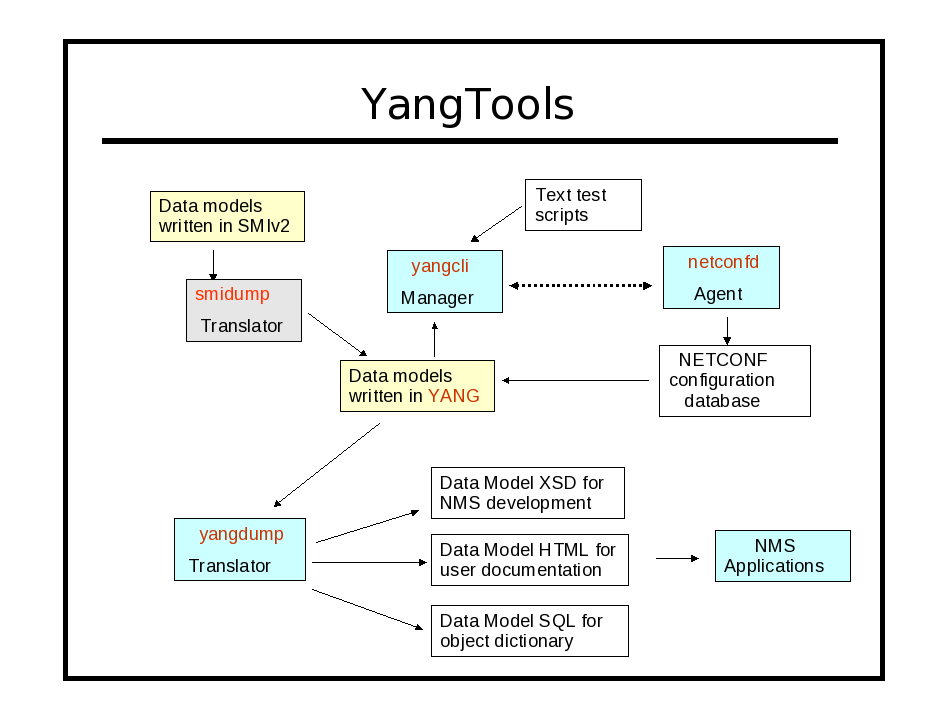 YangTools
Data models
written in SMIv2
Text test
scripts
smidump
Translator
yangcli
Manager
netconfd
Agent
Data models
written in YANG
NETCONF
configuration
database
yangdump
Translator
Data Model XSD for
NMS development
Data Model HTML for
user documentation
Data Model SQL for
object dictionary
NMS
Applications